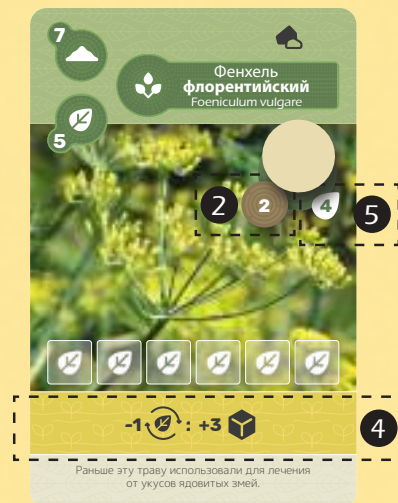 7
Фенхель
флорентийский
Foeniculum vulgare
5
2 2 4 5
-1 : +3 4
Раньше эту траву использовали для лечения
от укусов ядовитых змей.